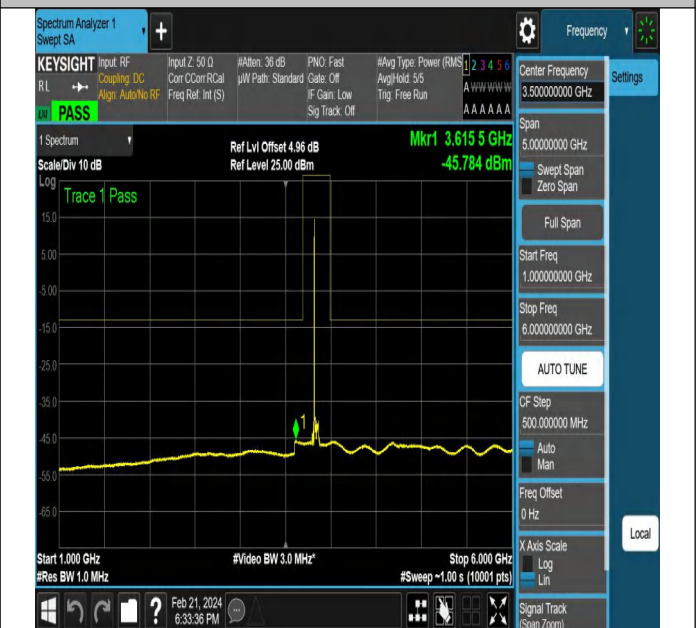 Spectrum Analyzer 1
Swept SA
+
Frequency
KEYSIGHT
RL
Input: RF
Coupling: DC
Align: Auto/No RF
Input Z: 50 Ω
Corr CCorr RCal
Freq Ref: Int (S)
#Atten: 36 dB
µW Path: Standard
PNO: Fast
Gate: Off
IF Gain: Low
Sig Track: Off
#Avg Type: Power (RMS
Avg|Hold: 5/5
Trig: Free Run
1 2 3 4 5 6
A W W W W W
A A A A A A
PASS
1 Spectrum
Scale/Div 10 dB
Ref Lvl Offset 4.96 dB
Ref Level 25.00 dBm
Mkr1 3.615 5 GHz
-45.784 dBm
Log
Trace 1 Pass
15.0
5.00
-5.00
-15.0
-25.0
-35.0
-45.0
-55.0
-65.0
1
Start 1.000 GHz
#Res BW 1.0 MHz
#Video BW 3.0 MHz*
Stop 6.000 GHz
#Sweep ~1.00 s (10001 pts)
Center Frequency
3.500000000 GHz
Settings
Span
5.00000000 GHz
Swept Span
Zero Span
Full Span
Start Freq
1.000000000 GHz
Stop Freq
6.000000000 GHz
AUTO TUNE
CF Step
500.000000 MHz
Auto
Man
Freq Offset
0 Hz
X Axis Scale
Log
Lin
Signal Track
(Span Zoom)
Local
?
Feb 21, 2024
6:33:36 PM